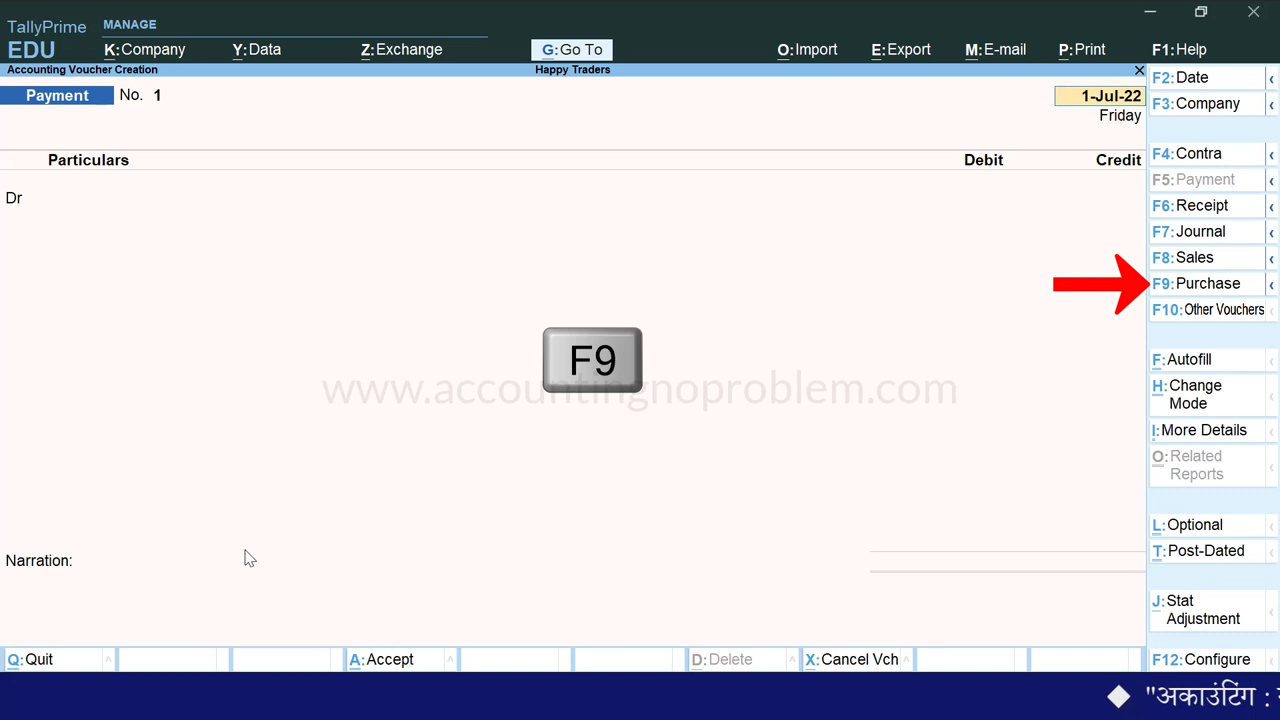 TallyPrime
MANAGE
EDU
K:Company
Y:Data
Z:Exchange
G:Go To
O:Import
E:Export
M:E-mail
P:Print
F1:Help
Accounting Voucher Creation
Happy Traders
F2:Date
Payment
No. 1
1-Jul-22
F3:Company
Friday
Particulars
Debit
Credit
F4:Contra
F5:Payment
Dr
F6:Receipt
F7:Journal
F8:Sales
F9:Purchase
F10:Other Vouchers
F9
www.accountingnoproblem.com
F:Autofill
H:Change
Mode
I:More Details
O:Related
Reports
L:Optional
T:Post-Dated
Narration:
J:Stat
Adjustment
Q:Quit
A:Accept
D:Delete
X:Cancel Vch
F12:Configure
"अकाउंटिंग :